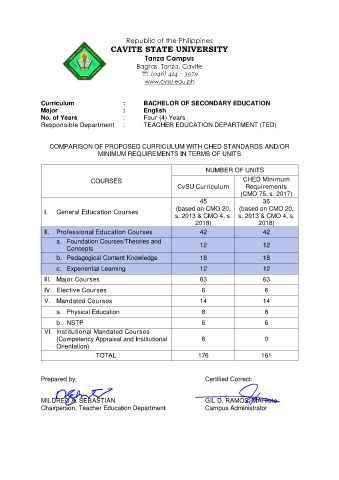 Republic of the Philippines
CAVITE STATE UNIVERSITY
Tanza Campus
Bagtas, Tanza, Cavite
☏ (046) 414 - 3979
www.cvsu.edu.ph
Curriculum : BACHELOR OF SECONDARY EDUCATION
Major : English
No. of Years : Four (4) Years
Responsible Department : TEACHER EDUCATION DEPARTMENT (TED)
COMPARISON OF PROPOSED CURRICULUM WITH CHED STANDARDS AND/OR
MINIMUM REQUIREMENTS IN TERMS OF UNITS
COURSES
NUMBER OF UNITS
CvSU Curriculum
CHED Minimum
Requirements
(CMO 75, s. 2017)
I. General Education Courses
45
(based on CMO 20,
s. 2013 & CMO 4, s.
2018)
36
(based on CMO 20,
s. 2013 & CMO 4, s.
2018)
II. Professional Education Courses 42 42
a. Foundation Courses/Theories and
Concepts 12 12
b. Pedagogical Content Knowledge 18 18
c. Experiential Learning 12 12
III. Major Courses 63 63
IV. Elective Courses 6 6
V. Mandated Courses 14 14
a. Physical Education 8 8
b. NSTP 6 6
VI. Institutional Mandated Courses
(Competency Appraisal and Institutional
Orientation) 6 0
TOTAL 176 161
Prepared by: Certified Correct:
SEBASTIAN GIL D.
Chairperson, Teacher Education Department Campus Administrator